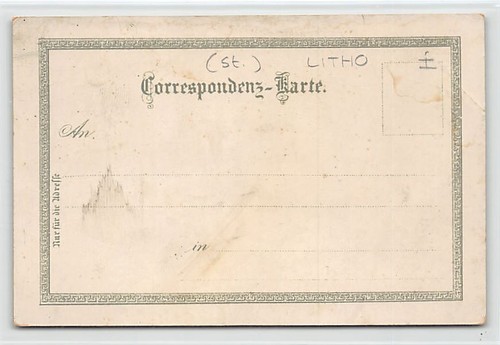 (St.) LITHO
Correspondenz-Karte.
An
in
Nur für die Adresse